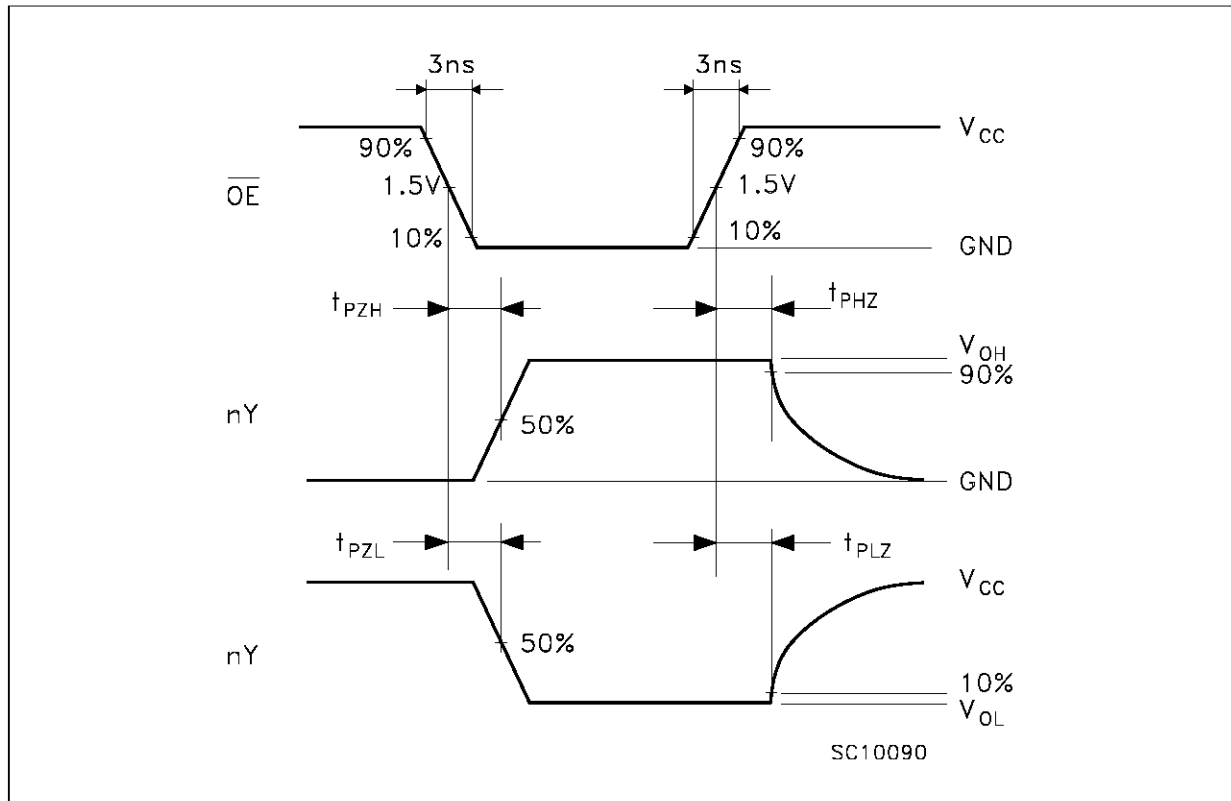 3ns 3ns
V_CC
90% 90%
1.5V 1.5V
O̅E̅
10% 10%
GND
t_PZH t_PHZ
V_OH
90%
nY
50%
GND
t_PZL t_PLZ
V_CC
50%
nY
10%
V_OL
SC10090